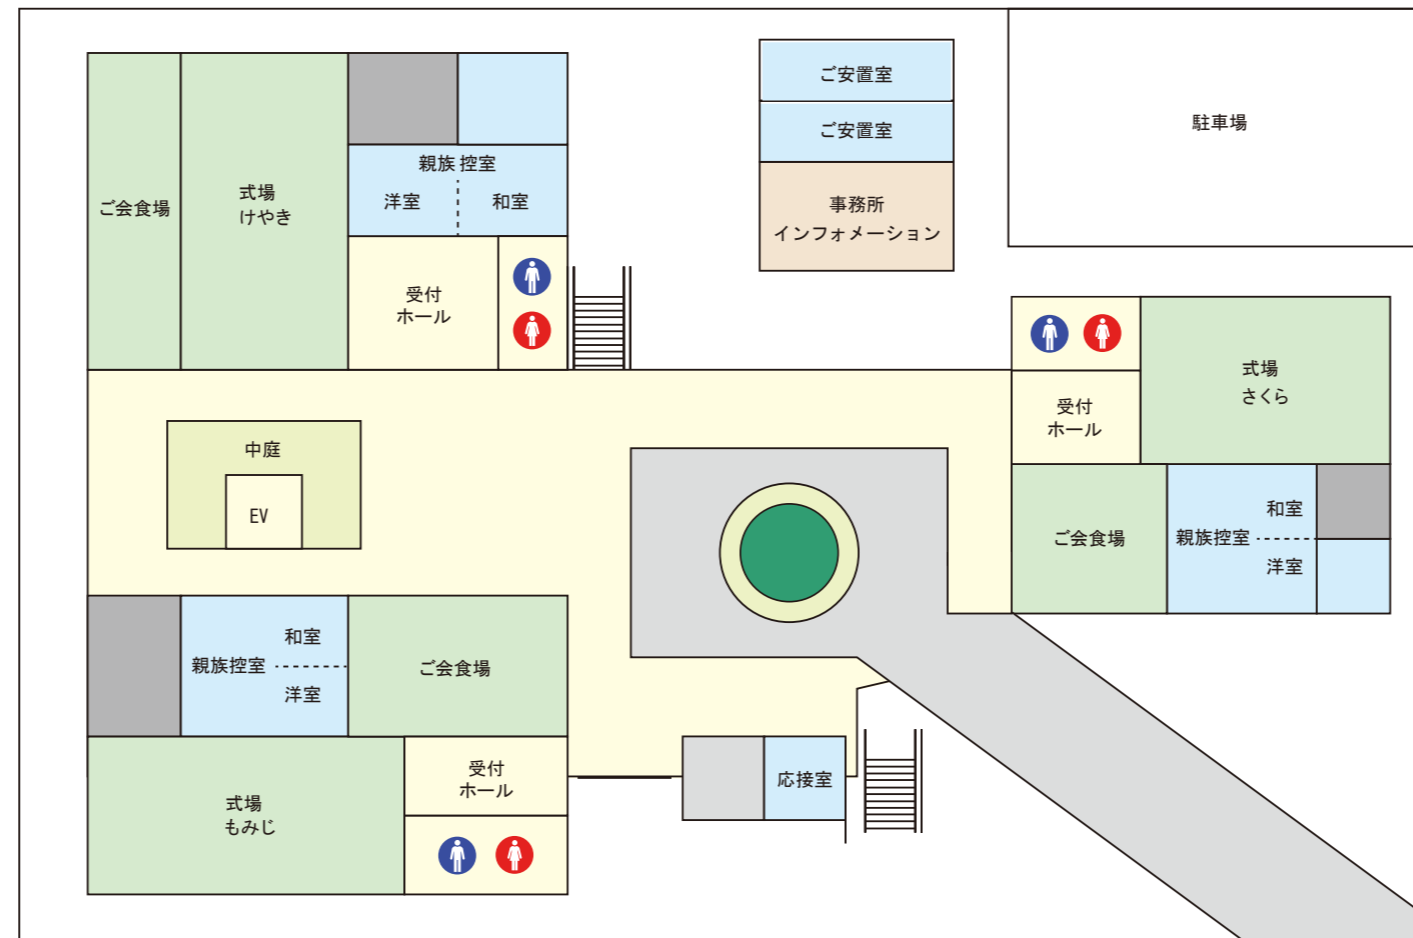 ご安置室
ご安置室
事務所
インフォメーション
駐車場
ご会食場
式場
けやき
親族控室
洋室
和室
受付
ホール
式場
さくら
受付
ホール
ご会食場
親族控室
和室
洋室
中庭
EV
親族控室
和室
洋室
ご会食場
式場
もみじ
受付
ホール
応接室